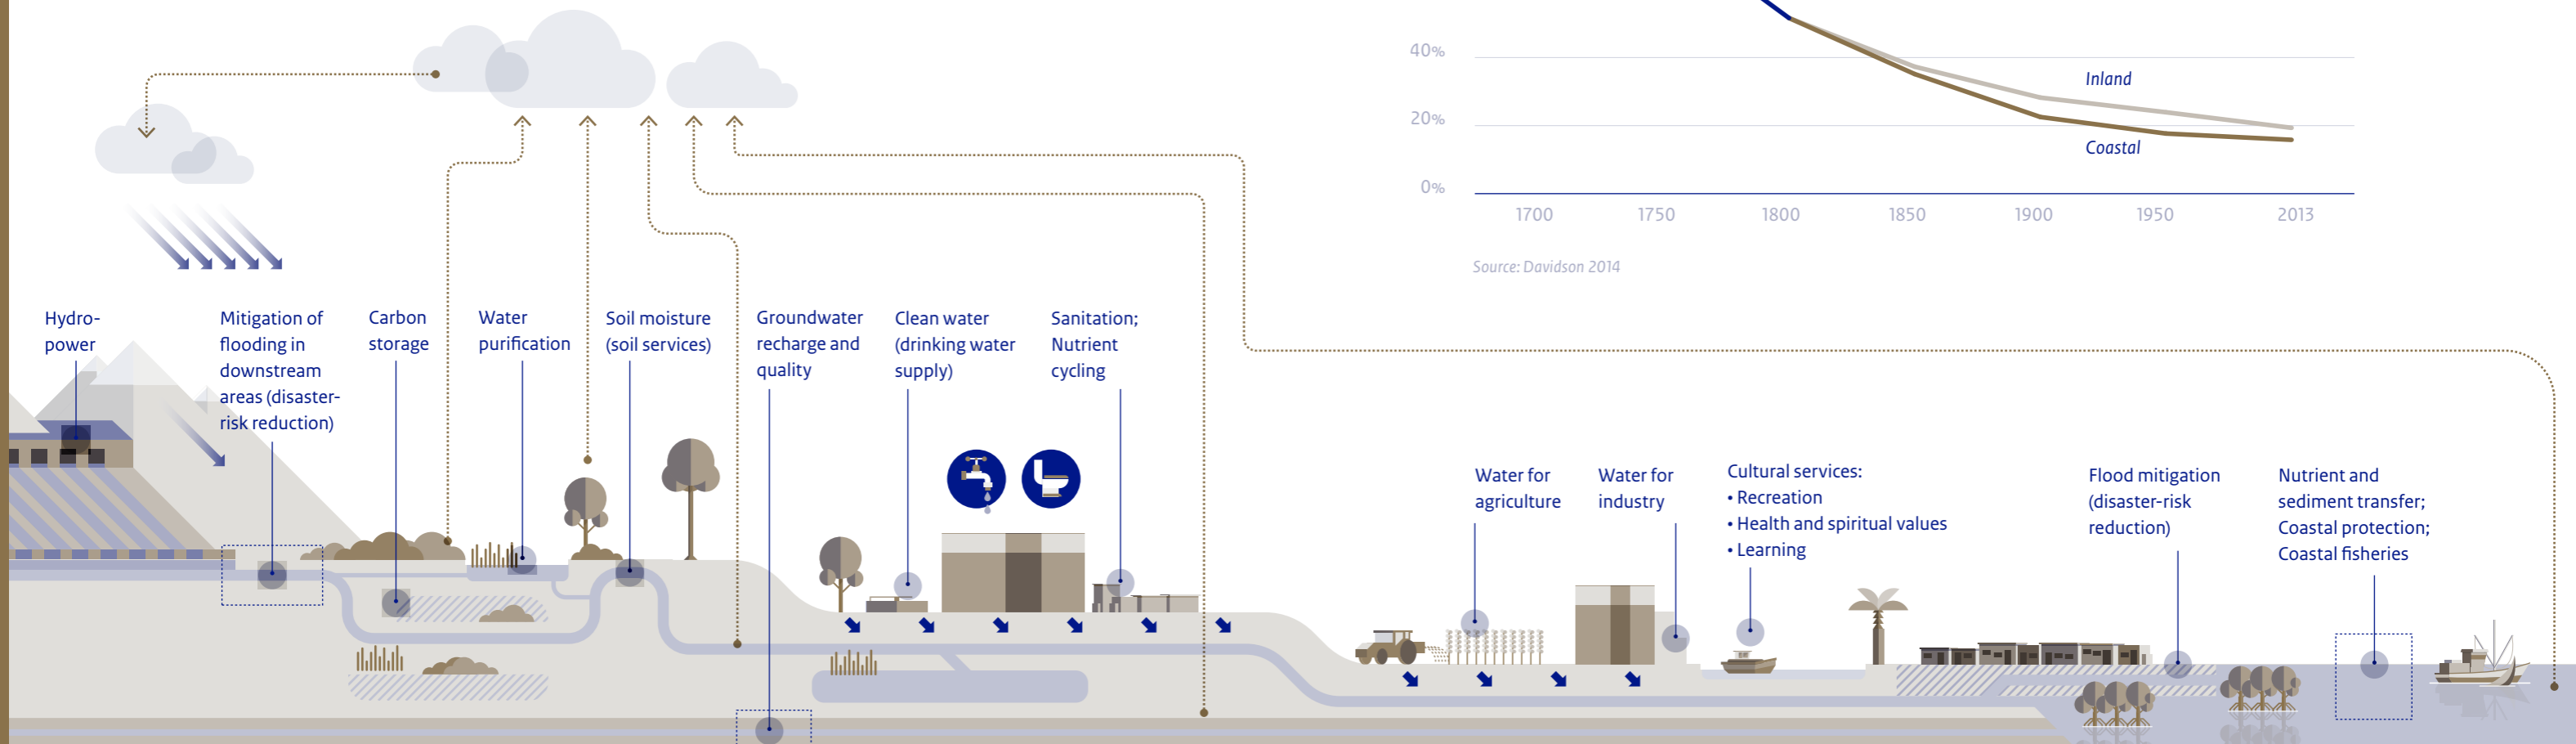 40%
Inland
20%
Coastal
0%
1700 1750 1800 1850 1900 1950 2013
Source: Davidson 2014
Hydro-
power
Mitigation of
flooding in
downstream
areas (disaster-
risk reduction)
Carbon
storage
Water
purification
Soil moisture
(soil services)
Groundwater
recharge and
quality
Clean water
(drinking water
supply)
Sanitation;
Nutrient
cycling
Water for
agriculture
Water for
industry
Cultural services:
• Recreation
• Health and spiritual values
• Learning
Flood mitigation
(disaster-risk
reduction)
Nutrient and
sediment transfer;
Coastal protection;
Coastal fisheries